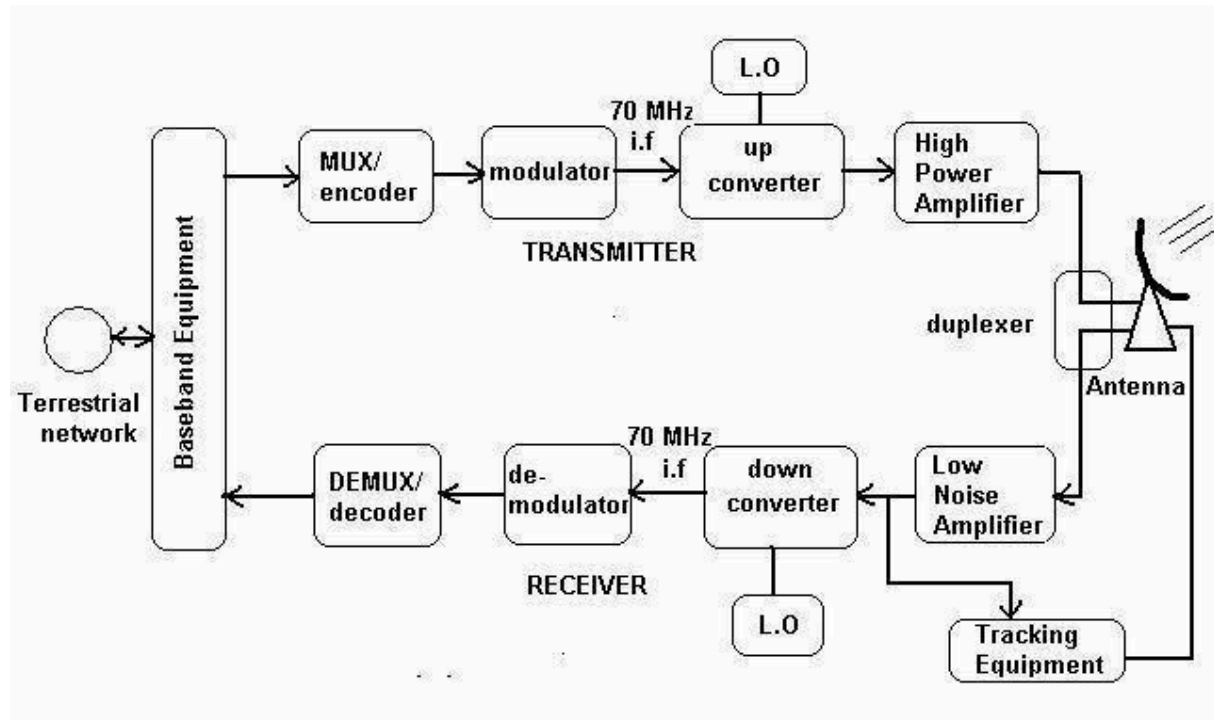 L.O
70 MHz
i.f
MUX/
encoder
modulator
up
converter
High
Power
Amplifier
TRANSMITTER
Baseband Equipment
duplexer
Antenna
Terrestrial
network
70 MHz
i.f
DEMUX/
decoder
de-
modulator
down
converter
Low
Noise
Amplifier
RECEIVER
L.O
Tracking
Equipment